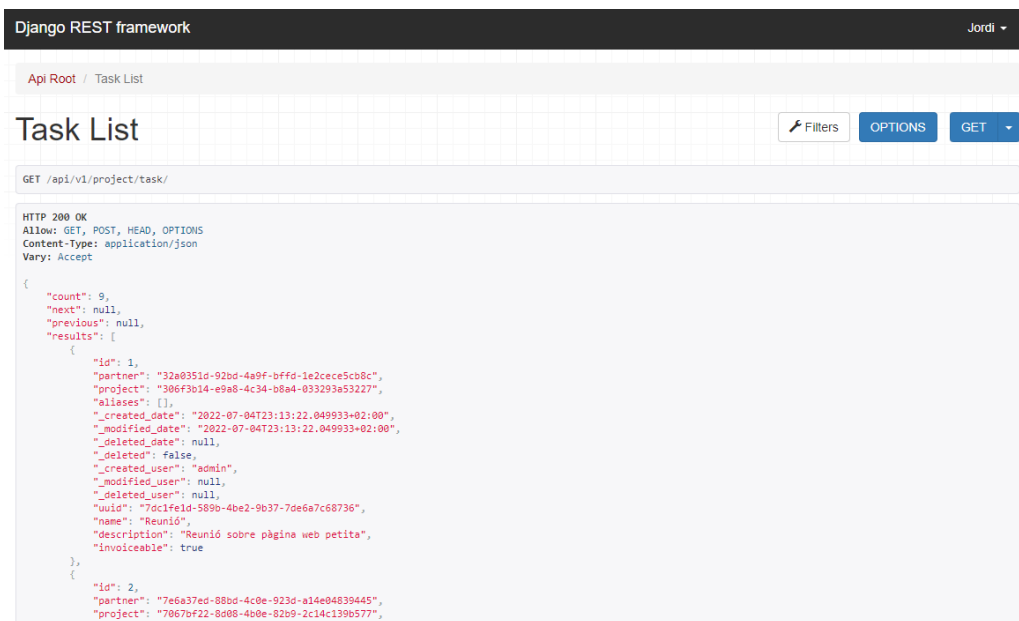 Django REST framework
Jordi
Api Root / Task List
Task List
Filters
OPTIONS
GET
GET /api/v1/project/task/
HTTP 200 OK
Allow: GET, POST, HEAD, OPTIONS
Content-Type: application/json
Vary: Accept
{
"count": 9,
"next": null,
"previous": null,
"results": [
{
"id": 1,
"partner": "32a0351d-92bd-4a9f-bffd-1e2cece5cb8c",
"project": "306f3b14-e9a8-4c34-b8a4-033293a53227",
"aliases": [],
"_created_date": "2022-07-04T23:13:22.049933+02:00",
"_modified_date": "2022-07-04T23:13:22.049933+02:00",
"_deleted_date": null,
"_deleted": false,
"_created_user": "admin",
"_modified_user": null,
"_deleted_user": null,
"uuid": "7dc1fe1d-589b-4be2-9b37-7de6a7c68736",
"name": "Reunió",
"description": "Reunió sobre pàgina web petita",
"invoiceable": true
},
{
"id": 2,
"partner": "7e6a37ed-88bd-4c0e-923d-a14e04839445",
"project": "7067bf22-8d08-4b0e-82b9-2c14c139b577",